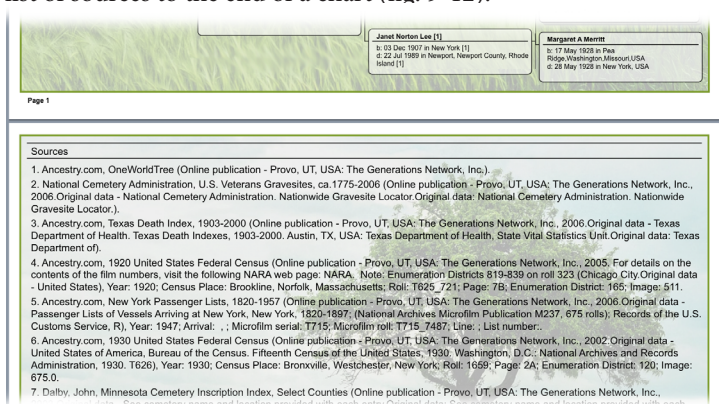 list of sources to the end of a chart (fig. 9-12).
Janet Norton Lee [1]
b: 03 Dec 1907 in New York [1]
d: 22 Jul 1989 in Newport, Newport County, Rhode
Island [1]
Margaret A Merritt
b: 17 May 1928 in Pea
Ridge,Washington,Missouri,USA
d: 28 May 1928 in New York, USA
Page 1
Sources
1. Ancestry.com, OneWorldTree (Online publication - Provo, UT, USA: The Generations Network, Inc.).
2. National Cemetery Administration, U.S. Veterans Gravesites, ca.1775-2006 (Online publication - Provo, UT, USA: The Generations Network, Inc.,
2006.Original data - National Cemetery Administration. Nationwide Gravesite Locator.Original data: National Cemetery Administration. Nationwide
Gravesite Locator.).
3. Ancestry.com, Texas Death Index, 1903-2000 (Online publication - Provo, UT, USA: The Generations Network, Inc., 2006.Original data - Texas
Department of Health. Texas Death Indexes, 1903-2000. Austin, TX, USA: Texas Department of Health, State Vital Statistics Unit.Original data: Texas
Department of).
4. Ancestry.com, 1920 United States Federal Census (Online publication - Provo, UT, USA: The Generations Network, Inc., 2005. For details on the
contents of the film numbers, visit the following NARA web page: NARA.  Note: Enumeration Districts 819-839 on roll 323 (Chicago City.Original data
- United States), Year: 1920; Census Place: Brookline, Norfolk, Massachusetts; Roll: T625_721; Page: 7B; Enumeration District: 165; Image: 511.
5. Ancestry.com, New York Passenger Lists, 1820-1957 (Online publication - Provo, UT, USA: The Generations Network, Inc., 2006.Original data -
Passenger Lists of Vessels Arriving at New York, New York, 1820-1897; (National Archives Microfilm Publication M237, 675 rolls); Records of the U.S.
Customs Service, R), Year: 1947; Arrival:  , ; Microfilm serial: T715; Microfilm roll: T715_7487; Line: ; List number:.
6. Ancestry.com, 1930 United States Federal Census (Online publication - Provo, UT, USA: The Generations Network, Inc., 2002.Original data -
United States of America, Bureau of the Census. Fifteenth Census of the United States, 1930. Washington, D.C.: National Archives and Records
Administration, 1930. T626), Year: 1930; Census Place: Bronxville, Westchester, New York; Roll: 1659; Page: 2A; Enumeration District: 120; Image:
675.0.
7. Dalby, John, Minnesota Cemetery Inscription Index, Select Counties (Online publication - Provo, UT, USA: The Generations Network, Inc.,